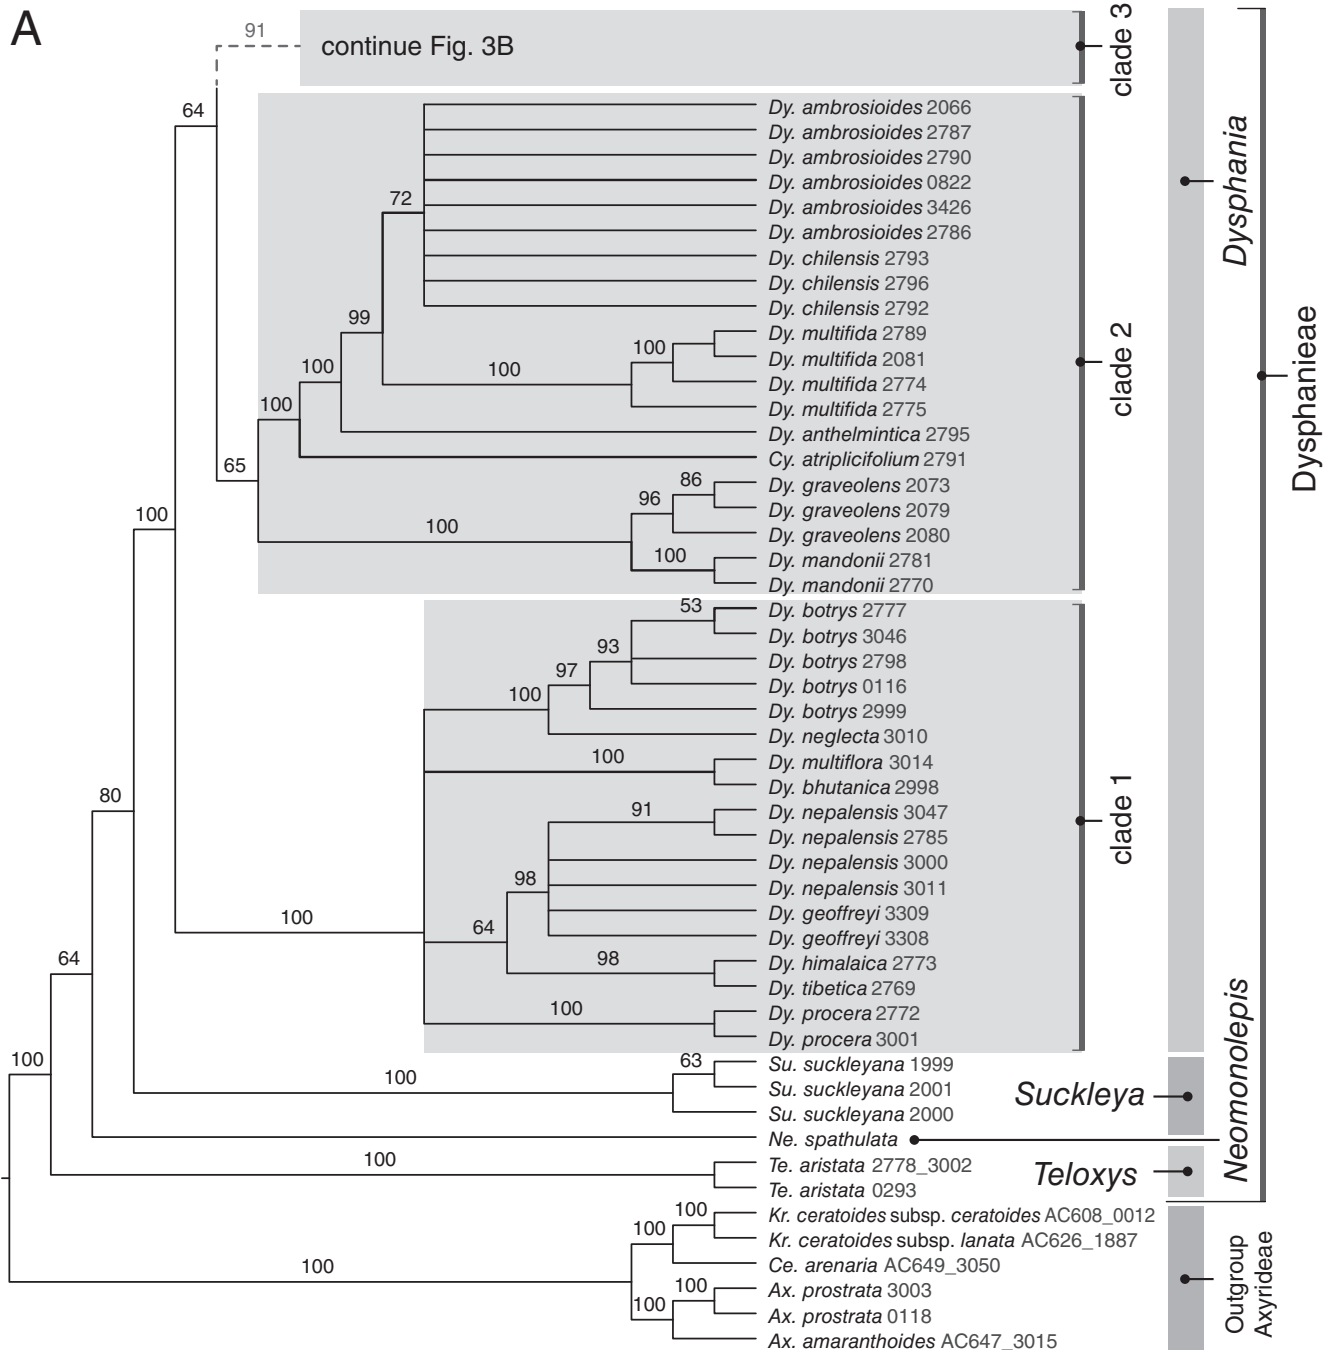 A
91
continue Fig. 3B
clade 3
64
Dy. ambrosioides 2066
Dy. ambrosioides 2787
Dy. ambrosioides 2790
Dy. ambrosioides 0822
72
Dy. ambrosioides 3426
Dy. ambrosioides 2786
Dy. chilensis 2793
Dy. chilensis 2796
Dy. chilensis 2792
99
Dy. multifida 2789
100
Dy. multifida 2081
100
100
Dy. multifida 2774
100
Dy. multifida 2775
Dy. anthelmintica 2795
Cy. atriplicifolium 2791
65
86
Dy. graveolens 2073
96
Dy. graveolens 2079
100
100
Dy. graveolens 2080
100
Dy. mandonii 2781
Dy. mandonii 2770
clade 2
Dysphania
Dysphanieae
53
Dy. botrys 2777
Dy. botrys 3046
93
Dy. botrys 2798
97
Dy. botrys 0116
100
Dy. botrys 2999
Dy. neglecta 3010
100
Dy. multiflora 3014
Dy. bhutanica 2998
80
91
Dy. nepalensis 3047
Dy. nepalensis 2785
Dy. nepalensis 3000
98
Dy. nepalensis 3011
100
Dy. geoffreyi 3309
64
Dy. geoffreyi 3308
64
98
Dy. himalaica 2773
Dy. tibetica 2769
100
Dy. procera 2772
Dy. procera 3001
clade 1
100
63
Su. suckleyana 1999
100
Su. suckleyana 2001
Su. suckleyana 2000
Suckleya
Ne. spathulata
Neomonolepis
100
Te. aristata 2778_3002
Te. aristata 0293
Teloxys
100
Kr. ceratoides subsp. ceratoides AC608_0012
100
Kr. ceratoides subsp. lanata AC626_1887
100
Ce. arenaria AC649_3050
100
Ax. prostrata 3003
100
Ax. prostrata 0118
Ax. amaranthoides AC647_3015
Outgroup
Axyrideae